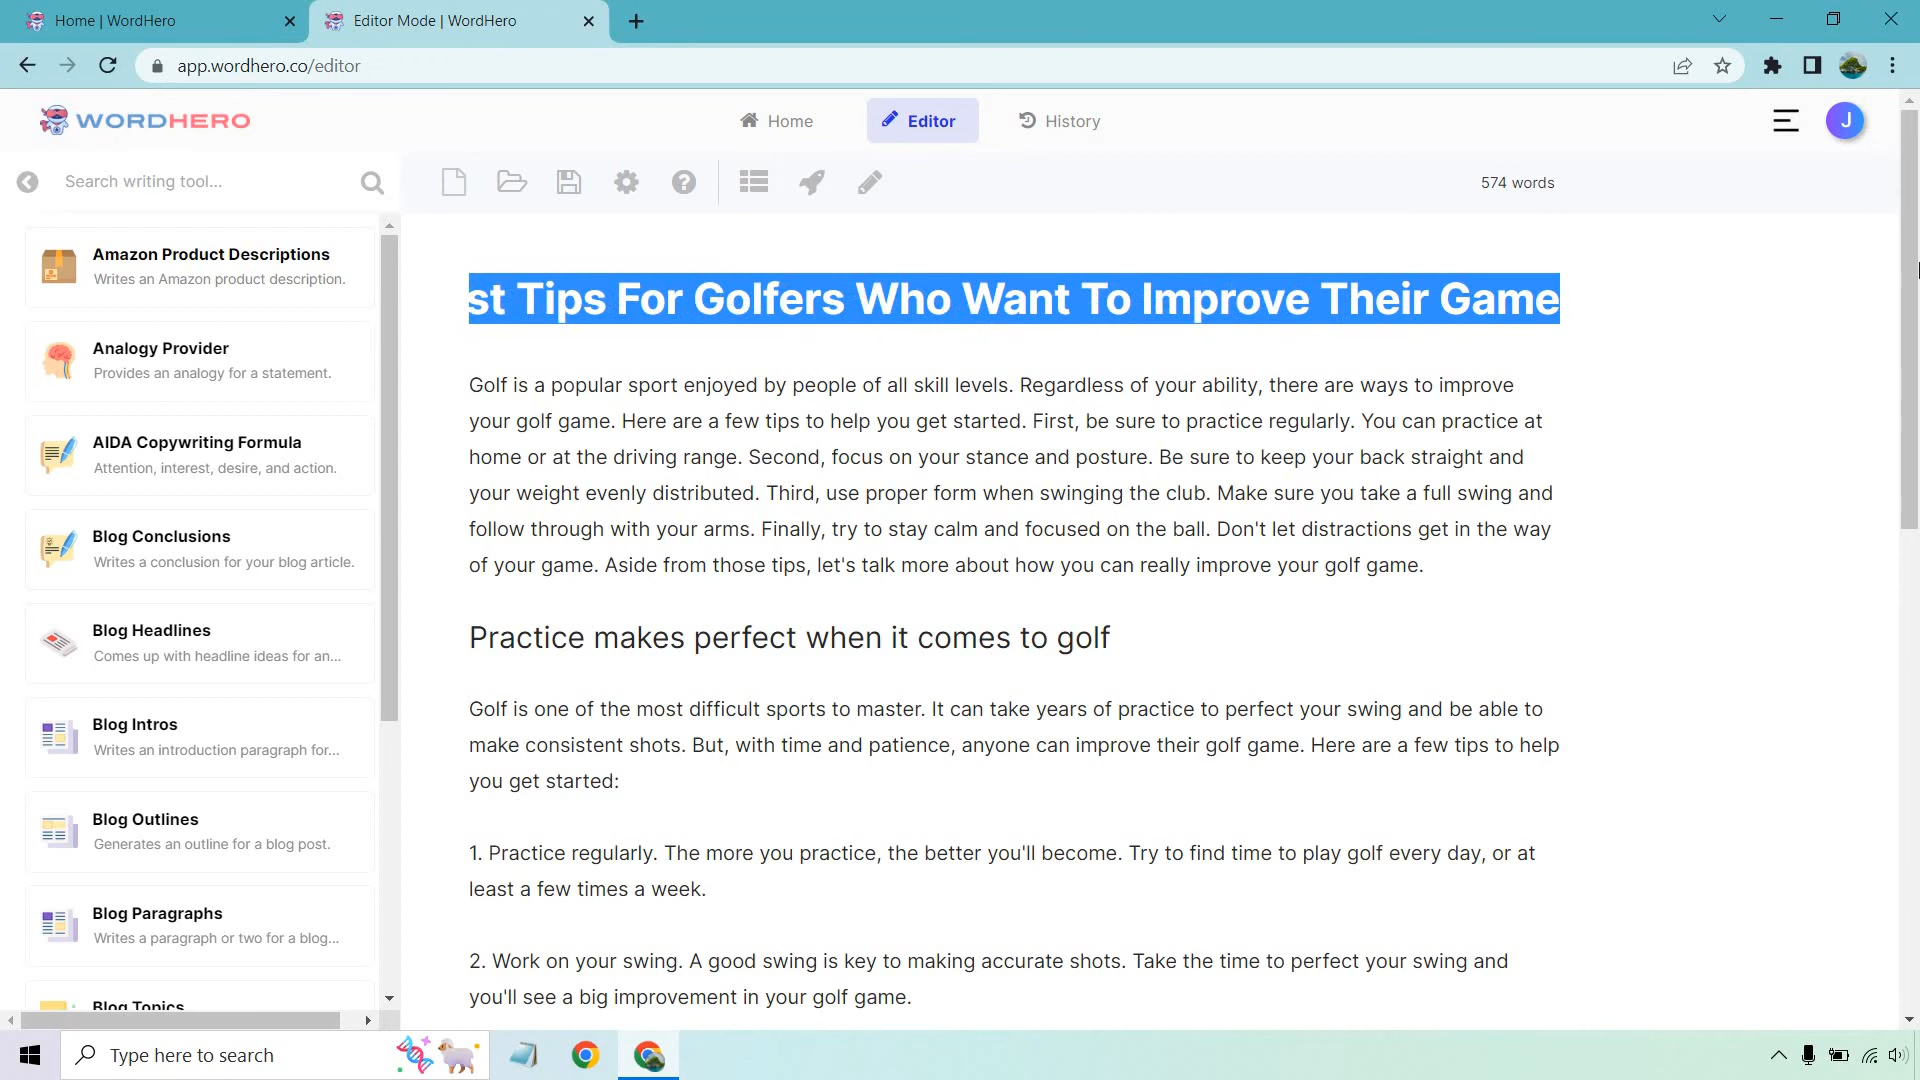 Home | WordHero
Editor Mode | WordHero
app.wordhero.co/editor
WORDHERO
Home
Editor
History
J
Search writing tool...
574 words
Amazon Product Descriptions
Writes an Amazon product description.
Analogy Provider
Provides an analogy for a statement.
AIDA Copywriting Formula
Attention, interest, desire, and action.
Blog Conclusions
Writes a conclusion for your blog article.
Blog Headlines
Comes up with headline ideas for an...
Blog Intros
Writes an introduction paragraph for...
Blog Outlines
Generates an outline for a blog post.
Blog Paragraphs
Writes a paragraph or two for a blog...
Blog Topics
st Tips For Golfers Who Want To Improve Their Game
Golf is a popular sport enjoyed by people of all skill levels. Regardless of your ability, there are ways to improve
your golf game. Here are a few tips to help you get started. First, be sure to practice regularly. You can practice at
home or at the driving range. Second, focus on your stance and posture. Be sure to keep your back straight and
your weight evenly distributed. Third, use proper form when swinging the club. Make sure you take a full swing and
follow through with your arms. Finally, try to stay calm and focused on the ball. Don't let distractions get in the way
of your game. Aside from those tips, let's talk more about how you can really improve your golf game.
Practice makes perfect when it comes to golf
Golf is one of the most difficult sports to master. It can take years of practice to perfect your swing and be able to
make consistent shots. But, with time and patience, anyone can improve their golf game. Here are a few tips to help
you get started:
1. Practice regularly. The more you practice, the better you'll become. Try to find time to play golf every day, or at
least a few times a week.
2. Work on your swing. A good swing is key to making accurate shots. Take the time to perfect your swing and
you'll see a big improvement in your golf game.
Type here to search